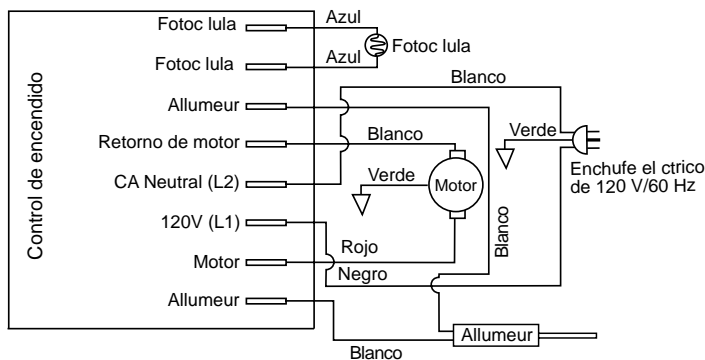 Control de encendido
Fotoc lula
Azul
Fotoc lula
Fotoc lula
Azul
Allumeur
Blanco
Retorno de motor
Blanco
Verde
Enchufe el ctrico
de 120 V/60 Hz
CA Neutral (L2)
Verde
Motor
120V (L1)
Blanco
Rojo
Motor
Negro
Allumeur
Blanco
Allumeur